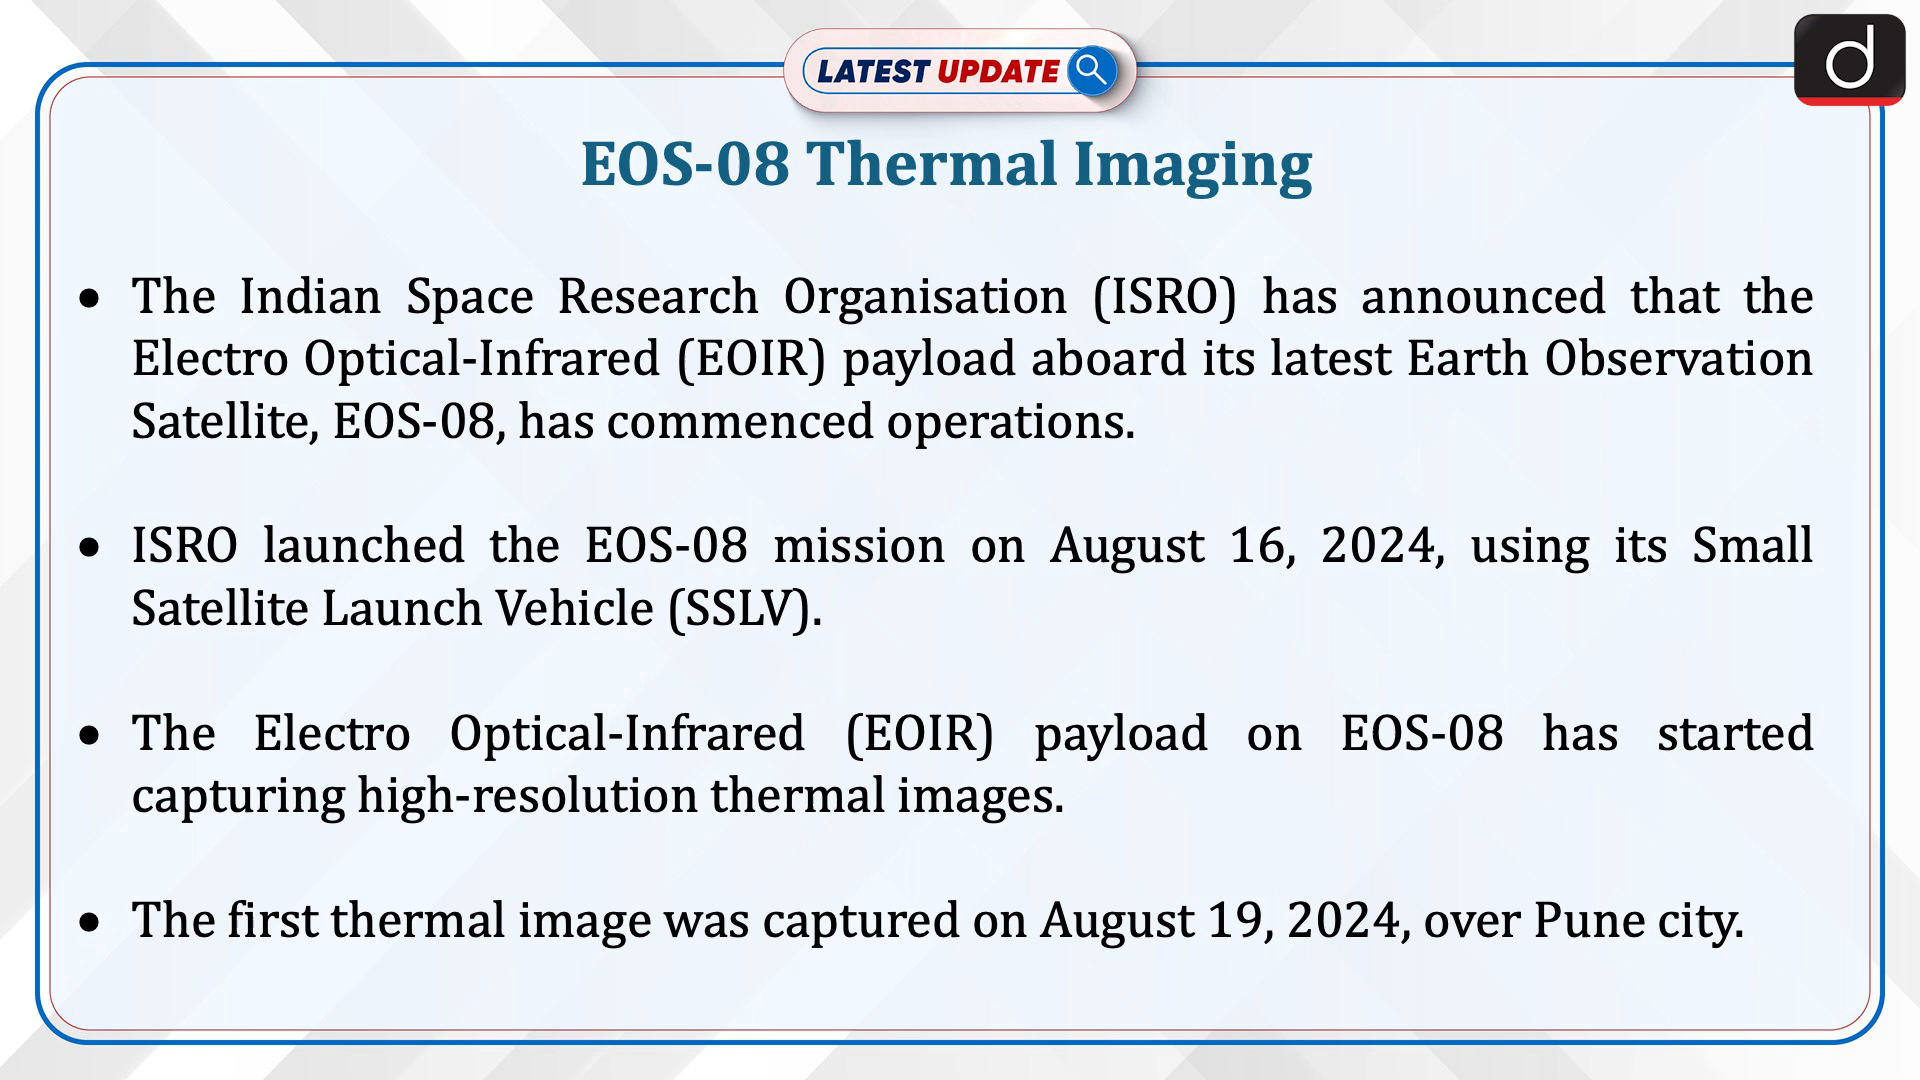 LATEST UPDATE
d
EOS-08 Thermal Imaging
● The Indian Space Research Organisation (ISRO) has announced that the
Electro Optical-Infrared (EOIR) payload aboard its latest Earth Observation
Satellite, EOS-08, has commenced operations.
● ISRO launched the EOS-08 mission on August 16, 2024, using its Small
Satellite Launch Vehicle (SSLV).
● The Electro Optical-Infrared (EOIR) payload on EOS-08 has started
capturing high-resolution thermal images.
● The first thermal image was captured on August 19, 2024, over Pune city.